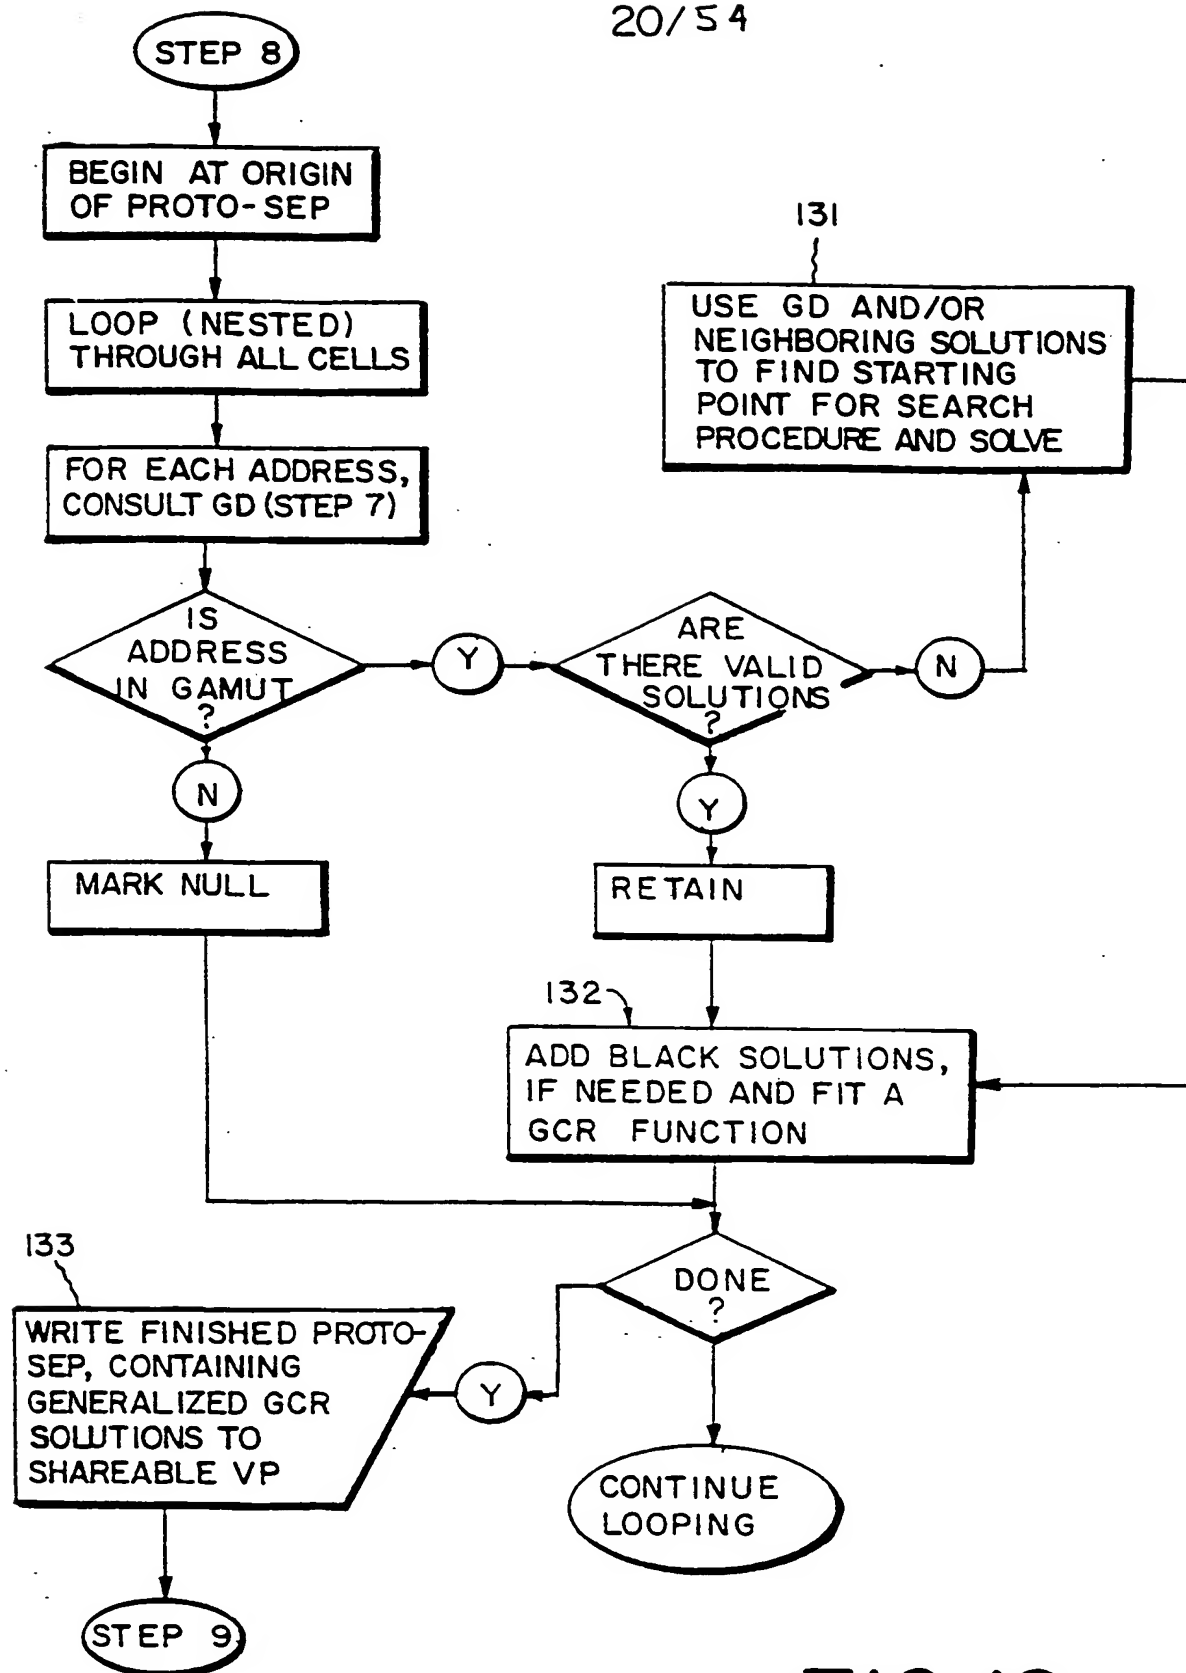 20/54
STEP 8
BEGIN AT ORIGIN
OF PROTO-SEP
LOOP (NESTED)
THROUGH ALL CELLS
FOR EACH ADDRESS,
CONSULT GD (STEP 7)
131
USE GD AND/OR
NEIGHBORING SOLUTIONS
TO FIND STARTING
POINT FOR SEARCH
PROCEDURE AND SOLVE
IS
ADDRESS
IN GAMUT
?
Y
ARE
THERE VALID
SOLUTIONS
?
N
N
Y
MARK NULL
RETAIN
132
ADD BLACK SOLUTIONS,
IF NEEDED AND FIT A
GCR FUNCTION
DONE
?
133
WRITE FINISHED PROTO-
SEP, CONTAINING
GENERALIZED GCR
SOLUTIONS TO
SHAREABLE VP
Y
CONTINUE
LOOPING
STEP 9